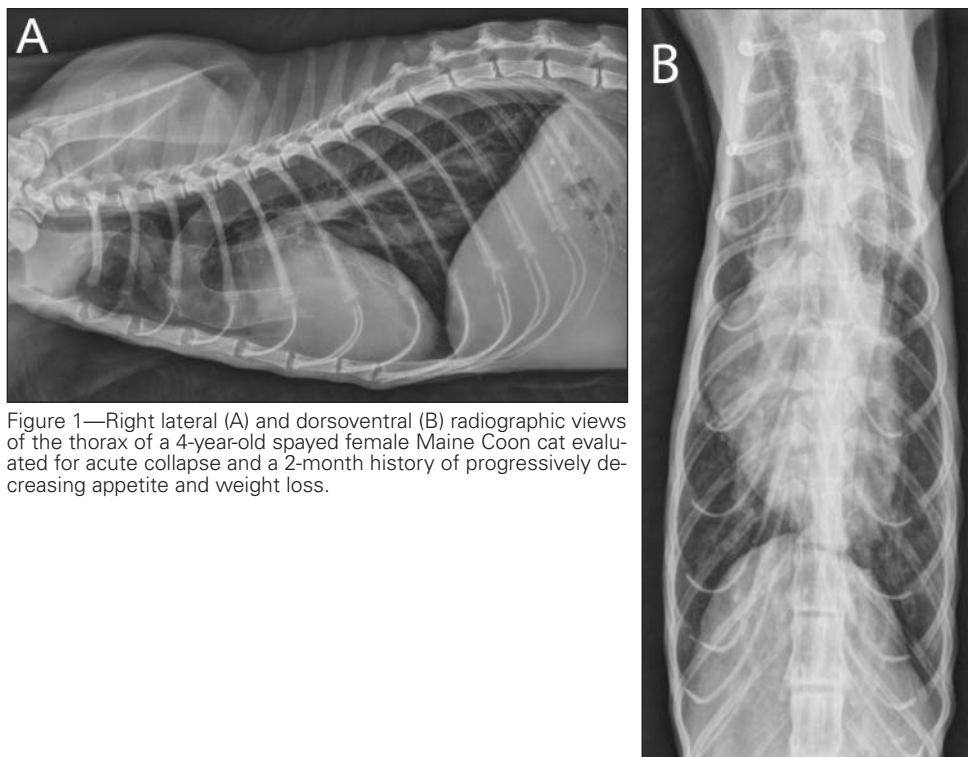 A
B
Figure 1—Right lateral (A) and dorsoventral (B) radiographic views
of the thorax of a 4-year-old spayed female Maine Coon cat evalu-
ated for acute collapse and a 2-month history of progressively de-
creasing appetite and weight loss.